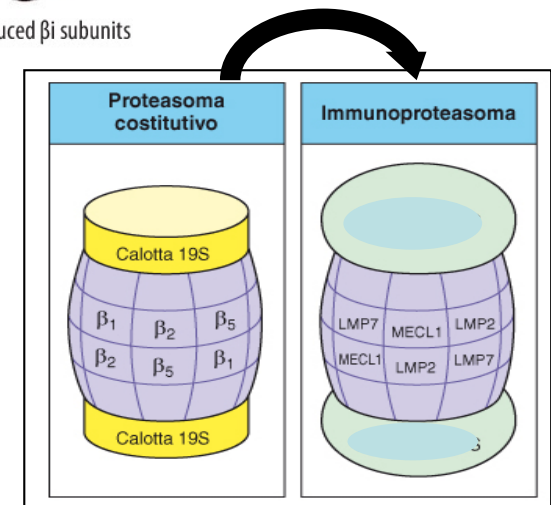 uced βi subunits
Proteasoma
costitutivo
Immunoproteasoma
Calotta 19S
β1 β2 β5
β2 β5 β1
Calotta 19S
LMP7 MECL1 LMP2
MECL1 LMP2 LMP7